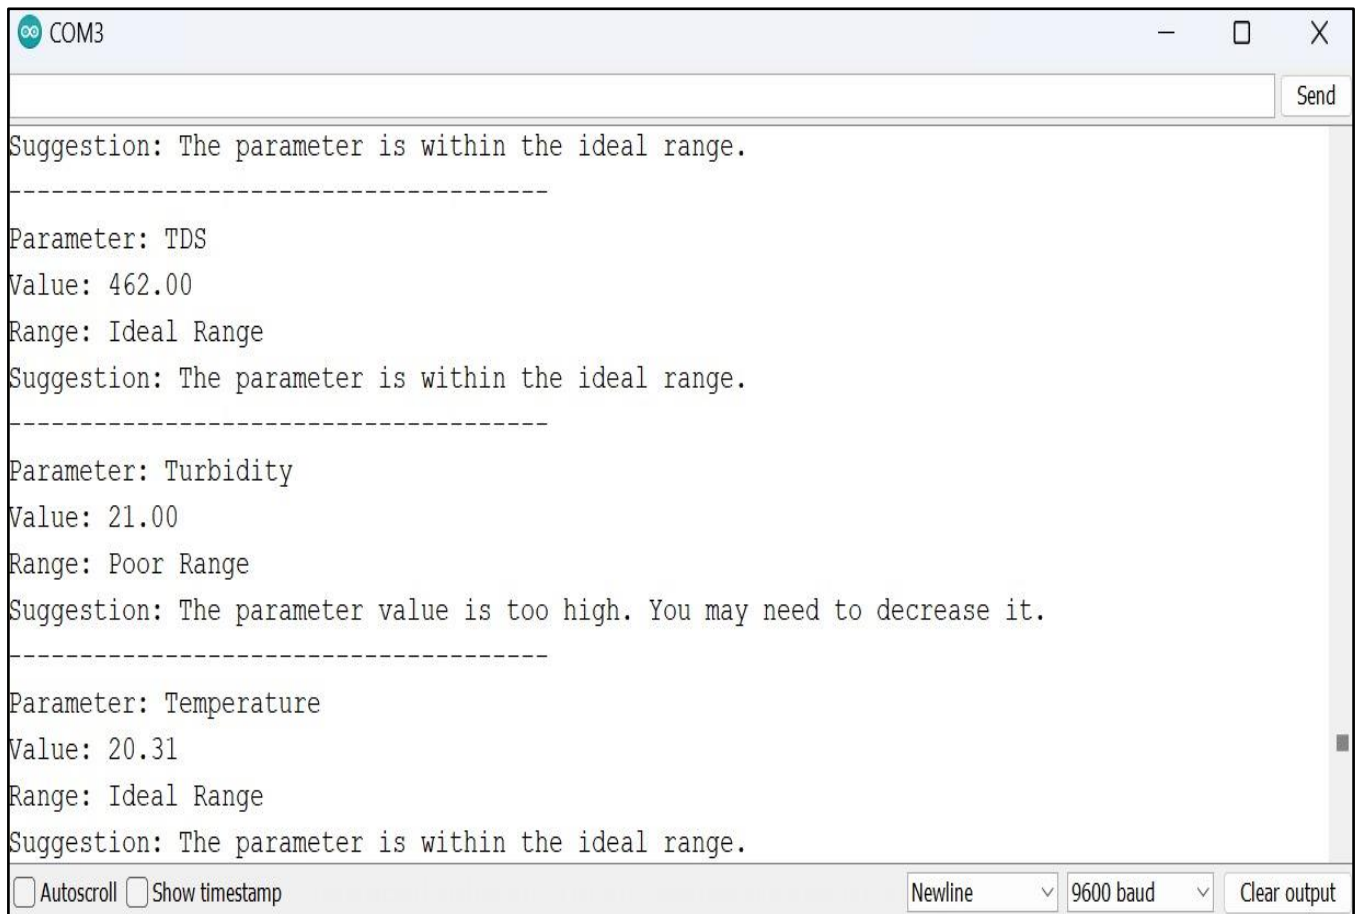 COM3
Send
Suggestion: The parameter is within the ideal range.
--------------------------------------
Parameter: TDS
Value: 462.00
Range: Ideal Range
Suggestion: The parameter is within the ideal range.
--------------------------------------
Parameter: Turbidity
Value: 21.00
Range: Poor Range
Suggestion: The parameter value is too high. You may need to decrease it.
--------------------------------------
Parameter: Temperature
Value: 20.31
Range: Ideal Range
Suggestion: The parameter is within the ideal range.
Autoscroll Show timestamp Newline 9600 baud Clear output